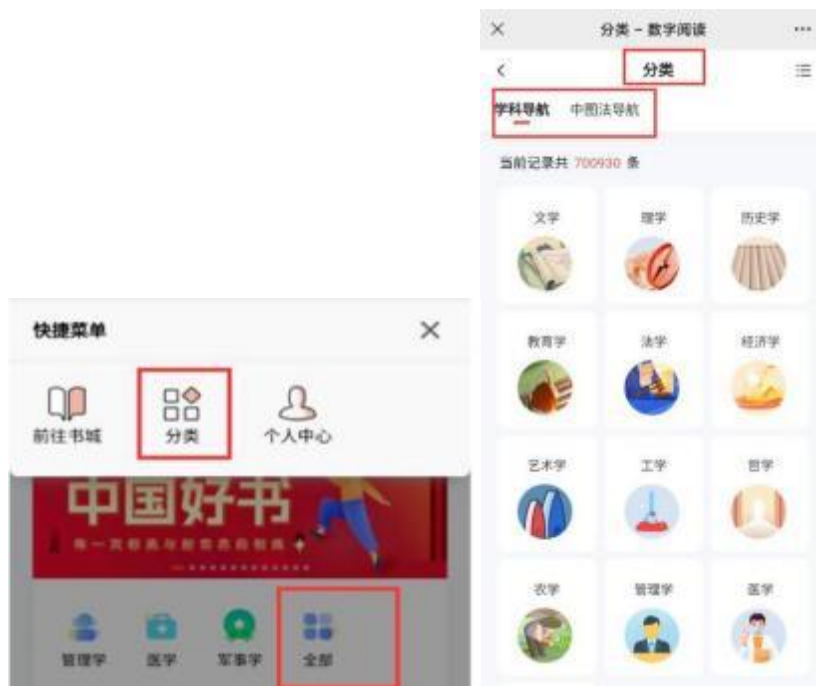 快捷菜单
前往书城
分类
个人中心
中国好书
管理学
医学
军事学
全部
分类 - 数字阅读
分类
学科导航 中图法导航
当前记录共 700930 条
文学 理学 历史学
教育学 法学 经济学
艺术学 工学 哲学
农学 管理学 医学